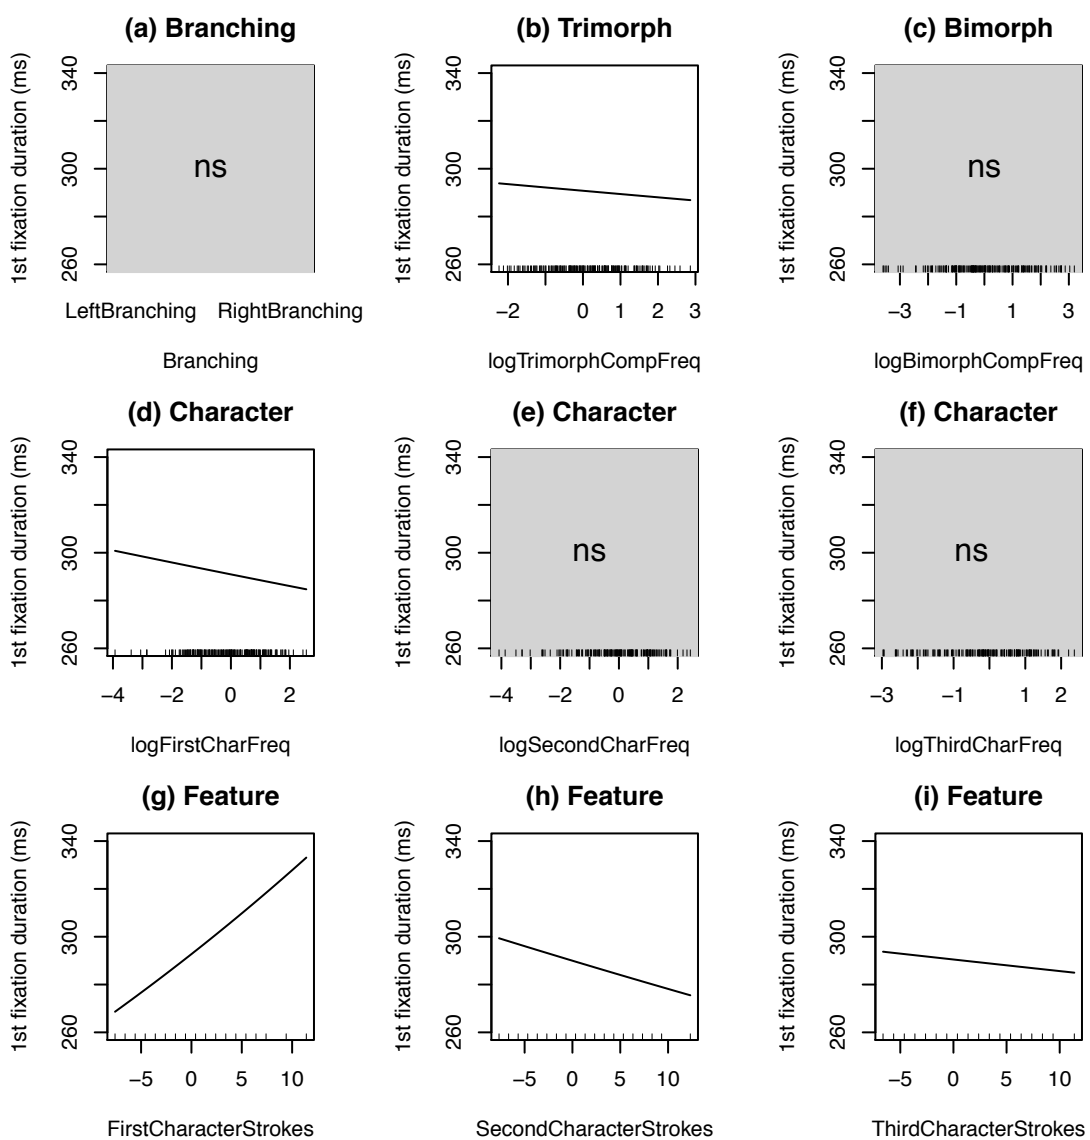 (a) Branching
1st fixation duration (ms)
340
300
260
ns
LeftBranching RightBranching
Branching
(b) Trimorph
1st fixation duration (ms)
340
300
260
−2 0 1 2 3
logTrimorphCompFreq
(c) Bimorph
1st fixation duration (ms)
340
300
260
ns
−3 −1 1 3
logBimorphCompFreq
(d) Character
1st fixation duration (ms)
340
300
260
−4 −2 0 2
logFirstCharFreq
(e) Character
1st fixation duration (ms)
340
300
260
ns
−4 −2 0 2
logSecondCharFreq
(f) Character
1st fixation duration (ms)
340
300
260
ns
−3 −1 1 2
logThirdCharFreq
(g) Feature
1st fixation duration (ms)
340
300
260
−5 0 5 10
FirstCharacterStrokes
(h) Feature
1st fixation duration (ms)
340
300
260
−5 0 5 10
SecondCharacterStrokes
(i) Feature
1st fixation duration (ms)
340
300
260
−5 0 5 10
ThirdCharacterStrokes